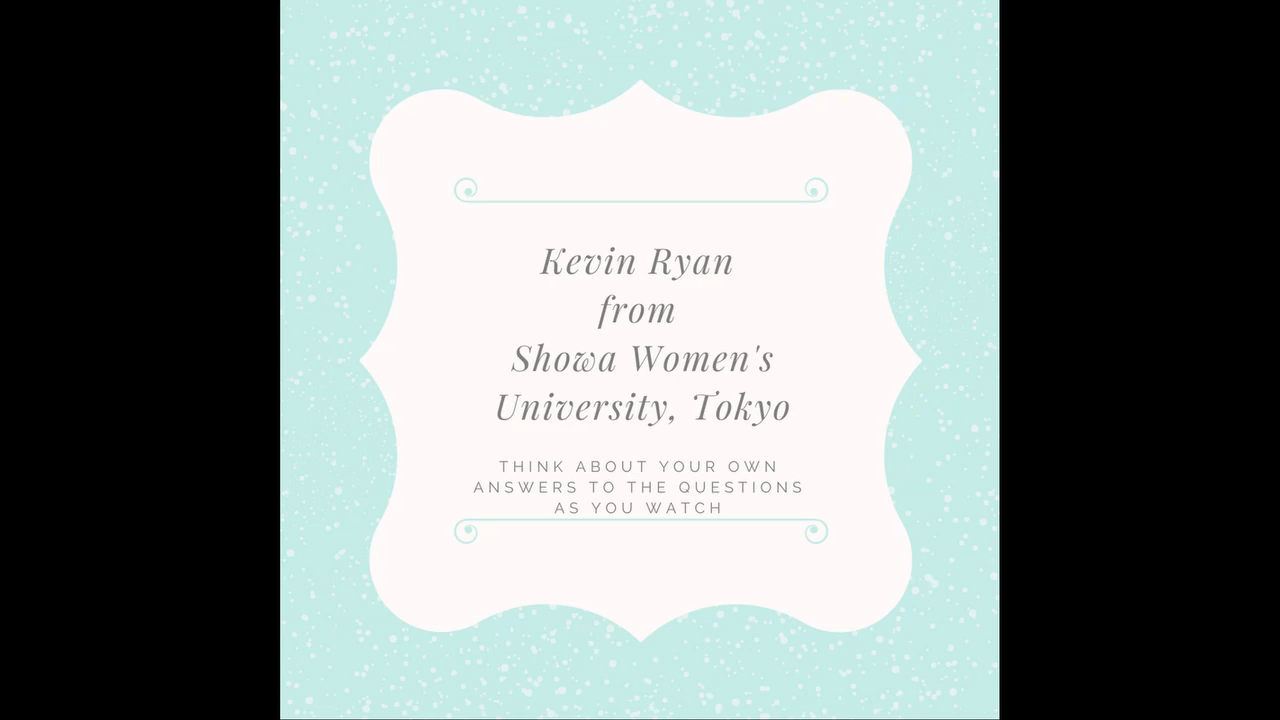 Kevin Ryan
from
Showa Women's
University, Tokyo
THINK ABOUT YOUR OWN
ANSWERS TO THE QUESTIONS
AS YOU WATCH